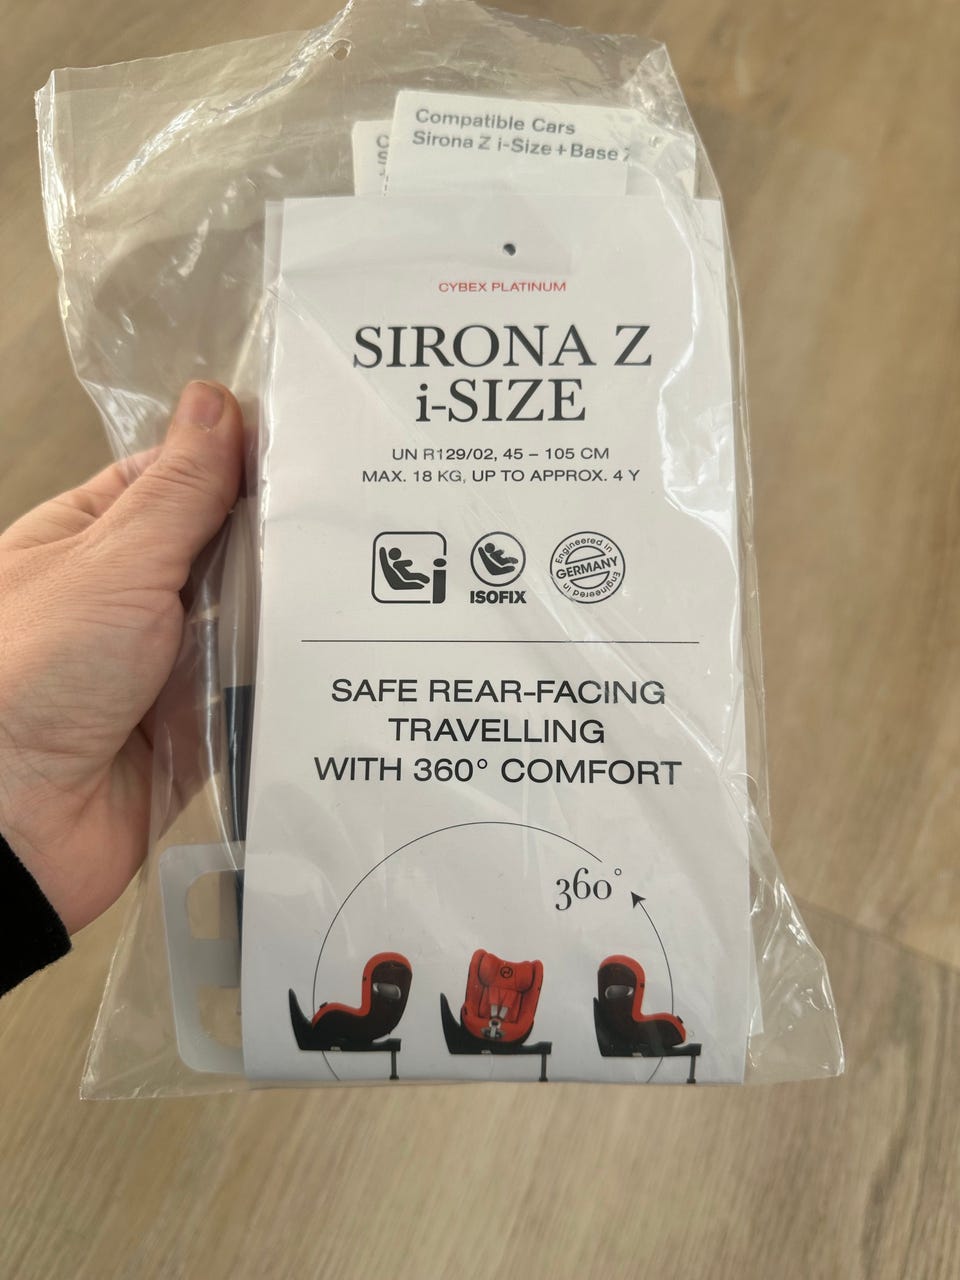 Compatible Cars
Sirona Z i-Size + Base
C
S
CYBEX PLATINUM
SIRONA Z
i-SIZE
UN R129/02, 45 – 105 CM
MAX. 18 KG, UP TO APPROX. 4 Y
i
ISOFIX
Engineered in
GERMANY
Engineered in
SAFE REAR-FACING
TRAVELLING
WITH 360° COMFORT
360°